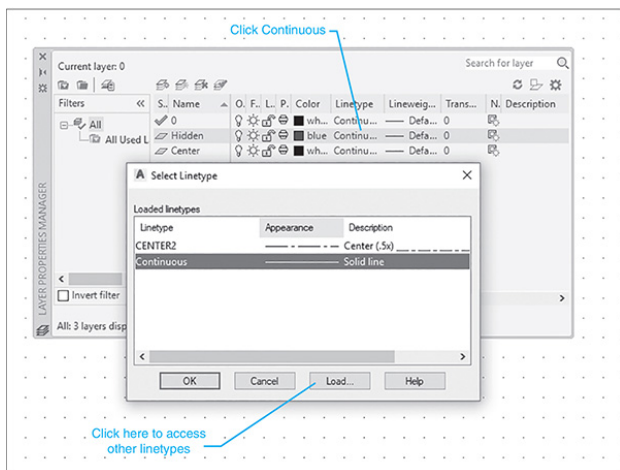 Click Continuous
Current layer: 0
Search for layer
Filters
All
All Used L
S.. Name O. F.. L.. P. Color Linetype Lineweig... Trans... N. Description
0 wh... Continu... Defa... 0
Hidden blue Continu... Defa... 0
Center wh... Continu... Defa... 0
A Select Linetype
Loaded linetypes
Linetype Appearance Description
CENTER2 Center (.5x)
Continuous Solid line
OK Cancel Load... Help
Invert filter
All: 3 layers disp
LAYER PROPERTIES MANAGER
Click here to access
other linetypes